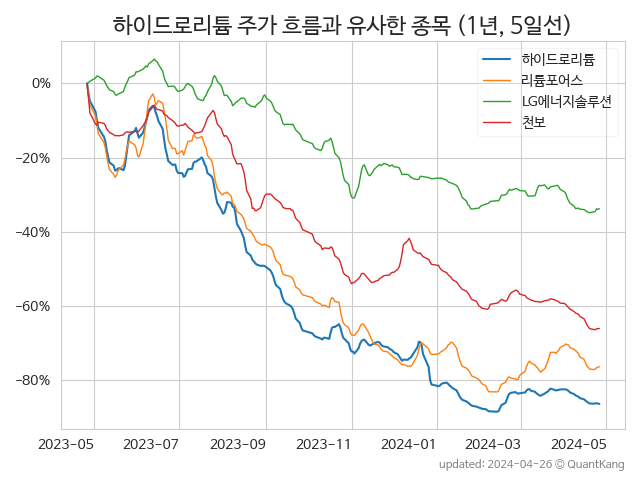 하이드로리튬 주가 흐름과 유사한 종목 (1년, 5일선)
하이드로리튬
리튬포어스
LG에너지솔루션
천보
0%
−20%
−40%
−60%
−80%
2023-05 2023-07 2023-09 2023-11 2024-01 2024-03 2024-05
updated: 2024-04-26 © QuantKang